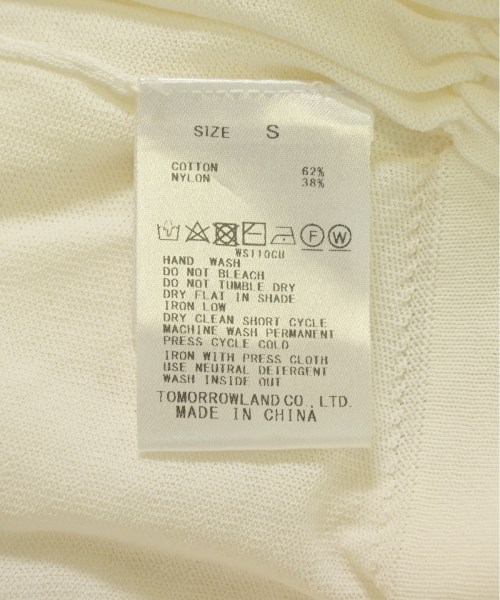 SIZE S
COTTON 62%
NYLON 38%
F W
WS110CU
HAND WASH
DO NOT BLEACH
DO NOT TUMBLE DRY
DRY FLAT IN SHADE
IRON LOW
DRY CLEAN SHORT CYCLE
MACHINE WASH PERMANENT
PRESS CYCLE COLD
IRON WITH PRESS CLOTH
USE NEUTRAL DETERGENT
WASH INSIDE OUT
TOMORROWLAND CO., LTD.
MADE IN CHINA